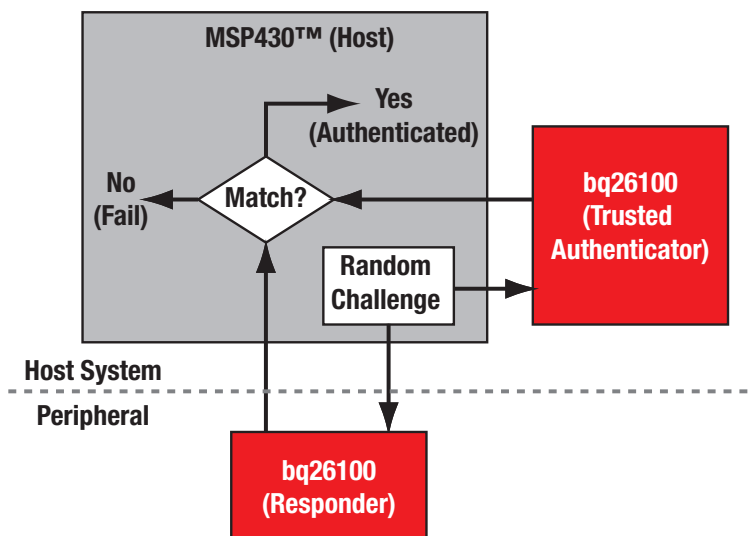 MSP430™ (Host)
Yes
(Authenticated)
No
(Fail)
Match?
bq26100
(Trusted
Authenticator)
Random
Challenge
Host System
Peripheral
bq26100
(Responder)